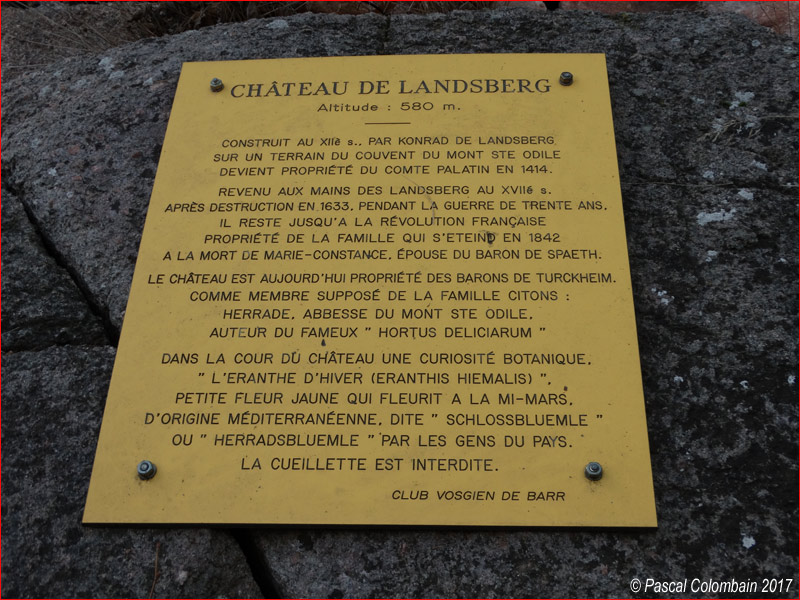 CHÂTEAU DE LANDSBERG
Altitude : 580 m.
CONSTRUIT AU XIIè s., PAR KONRAD DE LANDSBERG
SUR UN TERRAIN DU COUVENT DU MONT STE ODILE
DEVIENT PROPRIÉTÉ DU COMTE PALATIN EN 1414.
REVENU AUX MAINS DES LANDSBERG AU XVIIé s.
APRÈS DESTRUCTION EN 1633, PENDANT LA GUERRE DE TRENTE ANS,
IL RESTE JUSQU'A LA RÉVOLUTION FRANÇAISE
PROPRIÉTÉ DE LA FAMILLE QUI S'ETEIND EN 1842
A LA MORT DE MARIE-CONSTANCE, ÉPOUSE DU BARON DE SPAETH.
LE CHÂTEAU EST AUJOURD'HUI PROPRIÉTÉ DES BARONS DE TURCKHEIM.
COMME MEMBRE SUPPOSÉ DE LA FAMILLE CITONS :
HERRADE, ABBESSE DU MONT STE ODILE,
AUTEUR DU FAMEUX " HORTUS DELICIARUM "
DANS LA COUR DU CHÂTEAU UNE CURIOSITÉ BOTANIQUE,
" L'ERANTHE D'HIVER (ERANTHIS HIEMALIS) ",
PETITE FLEUR JAUNE QUI FLEURIT A LA MI-MARS,
D'ORIGINE MÉDITERRANÉENNE, DITE " SCHLOSSBLUEMLE "
OU " HERRADSBLUEMLE " PAR LES GENS DU PAYS.
LA CUEILLETTE EST INTERDITE.
CLUB VOSGIEN DE BARR
© Pascal Colombain 2017